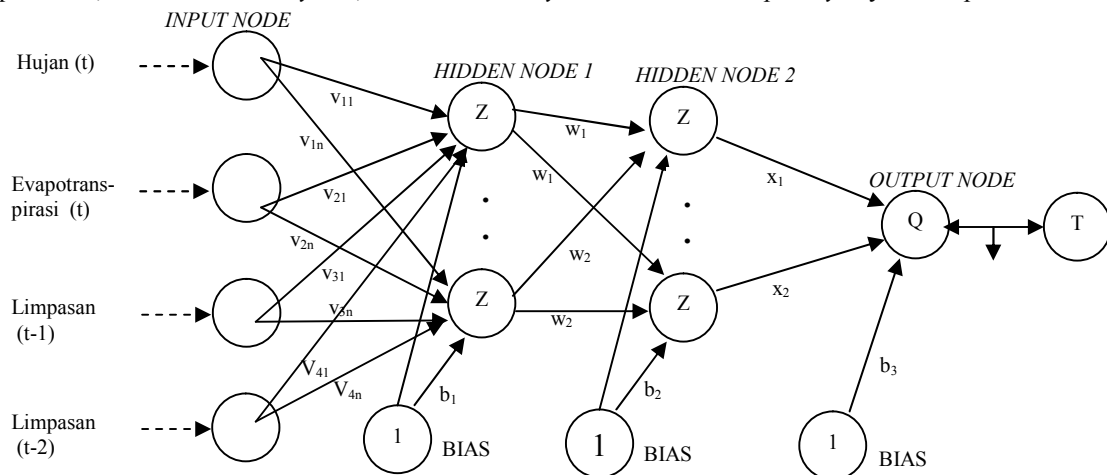 INPUT NODE
Hujan (t)
HIDDEN NODE 1
HIDDEN NODE 2
v11
Z
w1
Z
v1n
w1
x1
OUTPUT NODE
Evapotrans-
pirasi (t)
v21
Q
T
v2n
w2
v31
Z
Z
x2
Limpasan
(t-1)
v3n
w2
V41
V4n
b1
b2
b3
Limpasan
(t-2)
1
BIAS
1
BIAS
1
BIAS